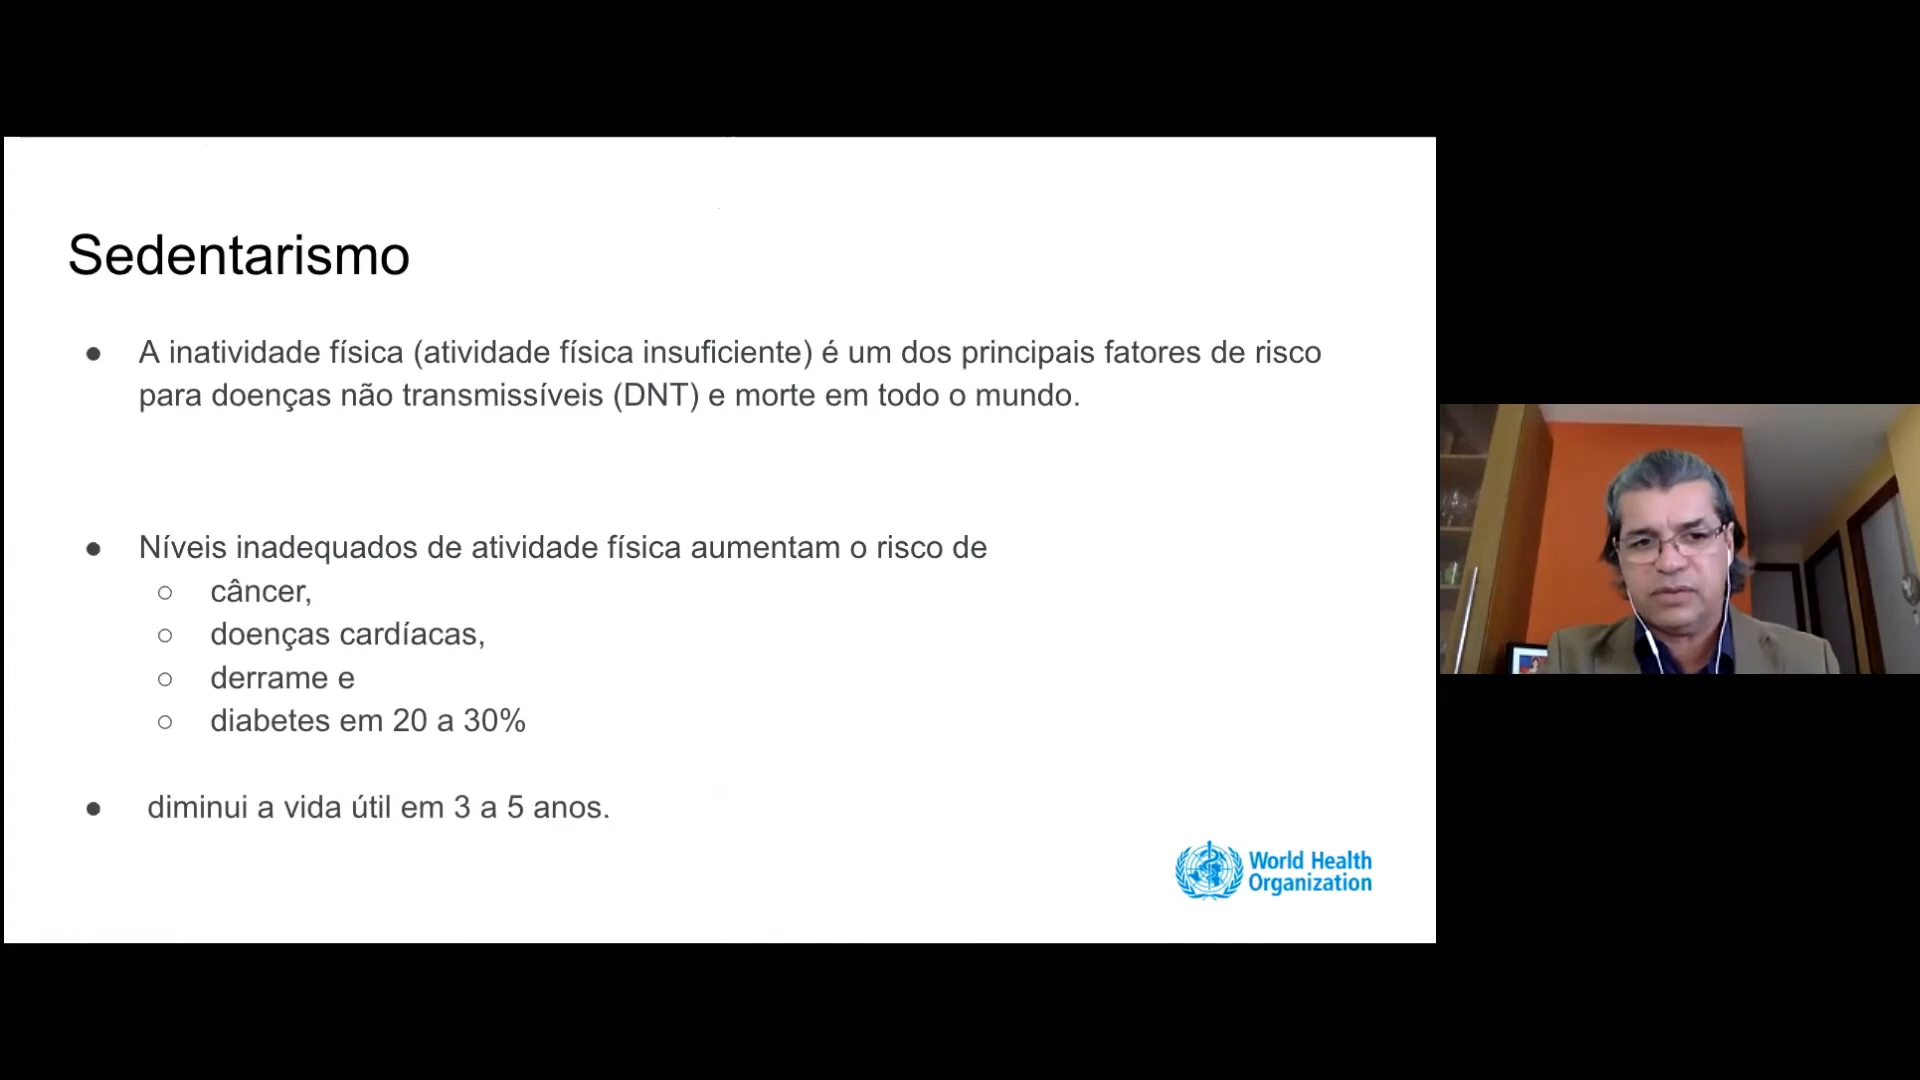 Sedentarismo
● A inatividade física (atividade física insuficiente) é um dos principais fatores de risco
para doenças não transmissíveis (DNT) e morte em todo o mundo.
● Níveis inadequados de atividade física aumentam o risco de
○ câncer,
○ doenças cardíacas,
○ derrame e
○ diabetes em 20 a 30%
● diminui a vida útil em 3 a 5 anos.
World Health
Organization